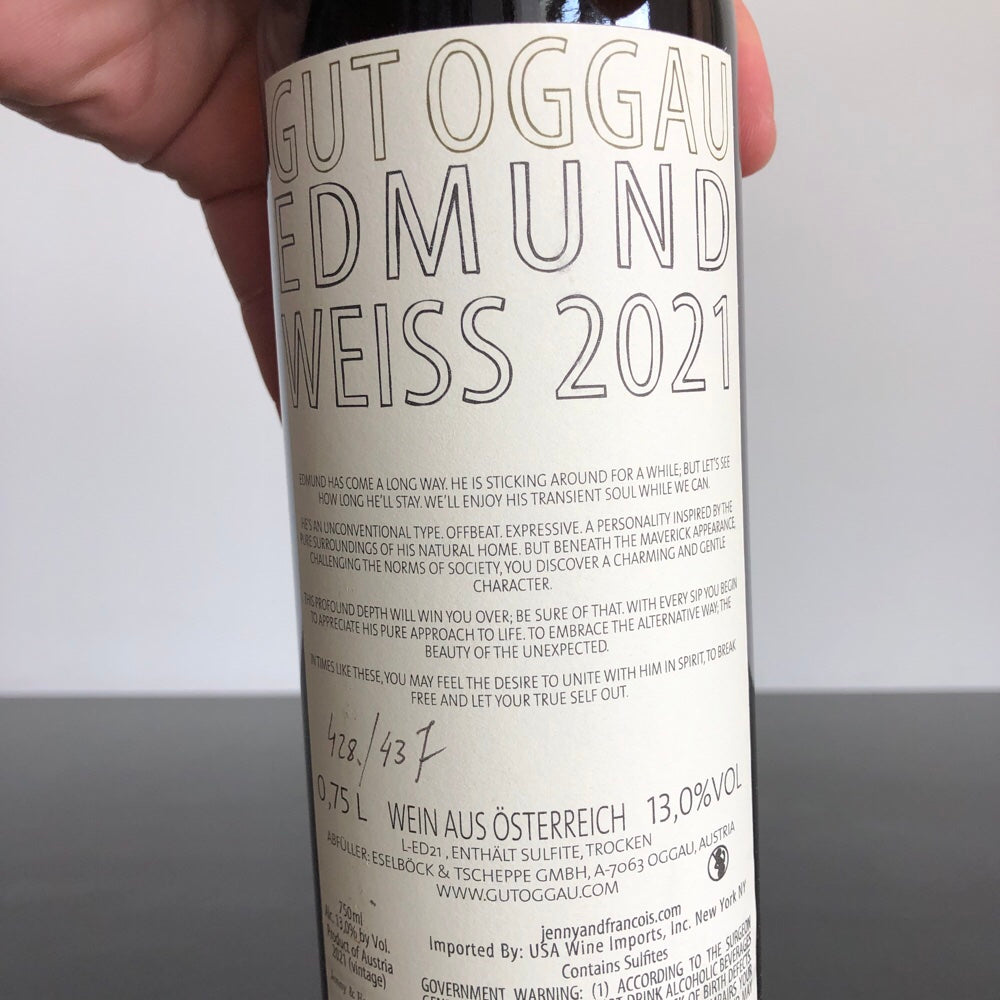 GUT OGGAU
EDMUND
WEISS 2021
EDMUND HAS COME A LONG WAY. HE IS STICKING AROUND FOR A WHILE; BUT LET'S SEE
HOW LONG HE'LL STAY. WE'LL ENJOY HIS TRANSIENT SOUL WHILE WE CAN.
HE'S AN UNCONVENTIONAL TYPE. OFFBEAT. EXPRESSIVE. A PERSONALITY INSPIRED BY THE
PURE SURROUNDINGS OF HIS NATURAL HOME. BUT BENEATH THE MAVERICK APPEARANCE,
CHALLENGING THE NORMS OF SOCIETY, YOU DISCOVER A CHARMING AND GENTLE
CHARACTER.
THIS PROFOUND DEPTH WILL WIN YOU OVER; BE SURE OF THAT. WITH EVERY SIP YOU BEGIN
TO APPRECIATE HIS PURE APPROACH TO LIFE. TO EMBRACE THE ALTERNATIVE WAY; THE
BEAUTY OF THE UNEXPECTED.
IN TIMES LIKE THESE, YOU MAY FEEL THE DESIRE TO UNITE WITH HIM IN SPIRIT, TO BREAK
FREE AND LET YOUR TRUE SELF OUT.
428./437
0,75 L WEIN AUS ÖSTERREICH 13,0%VOL
L-ED21, ENTHÄLT SULFITE, TROCKEN
ABFÜLLER: ESELBÖCK & TSCHEPPE GMBH, A-7063 OGGAU, AUSTRIA
WWW.GUTOGGAU.COM
750ml
Alc. 13,0% by Vol.
Product of Austria
2021 (vintage)
jennyandfrancois.com
Imported By: USA Wine Imports, Inc. New York NY
Contains Sulfites
GOVERNMENT WARNING: (1) ACCORDING TO THE SURGEON
DRINK ALCOHOLIC BEVERAGES
OF BIRTH DEFECTS.
YOUR